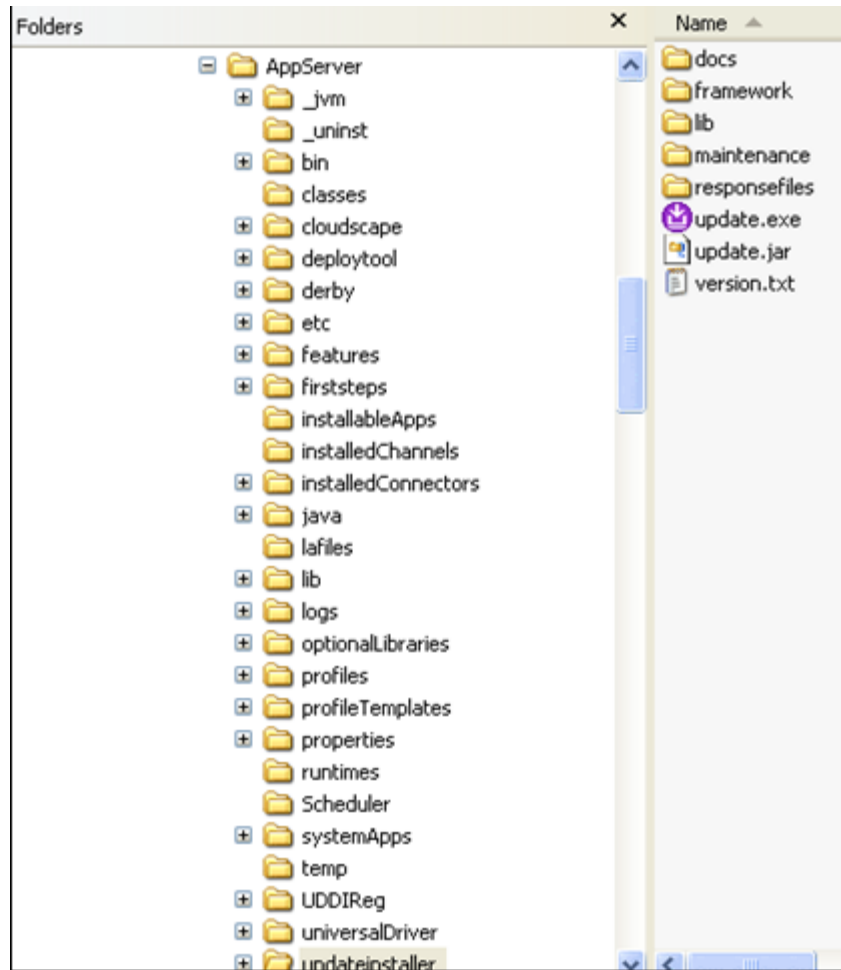 Folders
AppServer
_jvm
_uninst
bin
classes
cloudscape
deploytool
derby
etc
features
firststeps
installableApps
installedChannels
installedConnectors
java
lafiles
lib
logs
optionalLibraries
profiles
profileTemplates
properties
runtimes
Scheduler
systemApps
temp
UDDIReg
universalDriver
updateinstaller
Name
docs
framework
lib
maintenance
responsefiles
update.exe
update.jar
version.txt